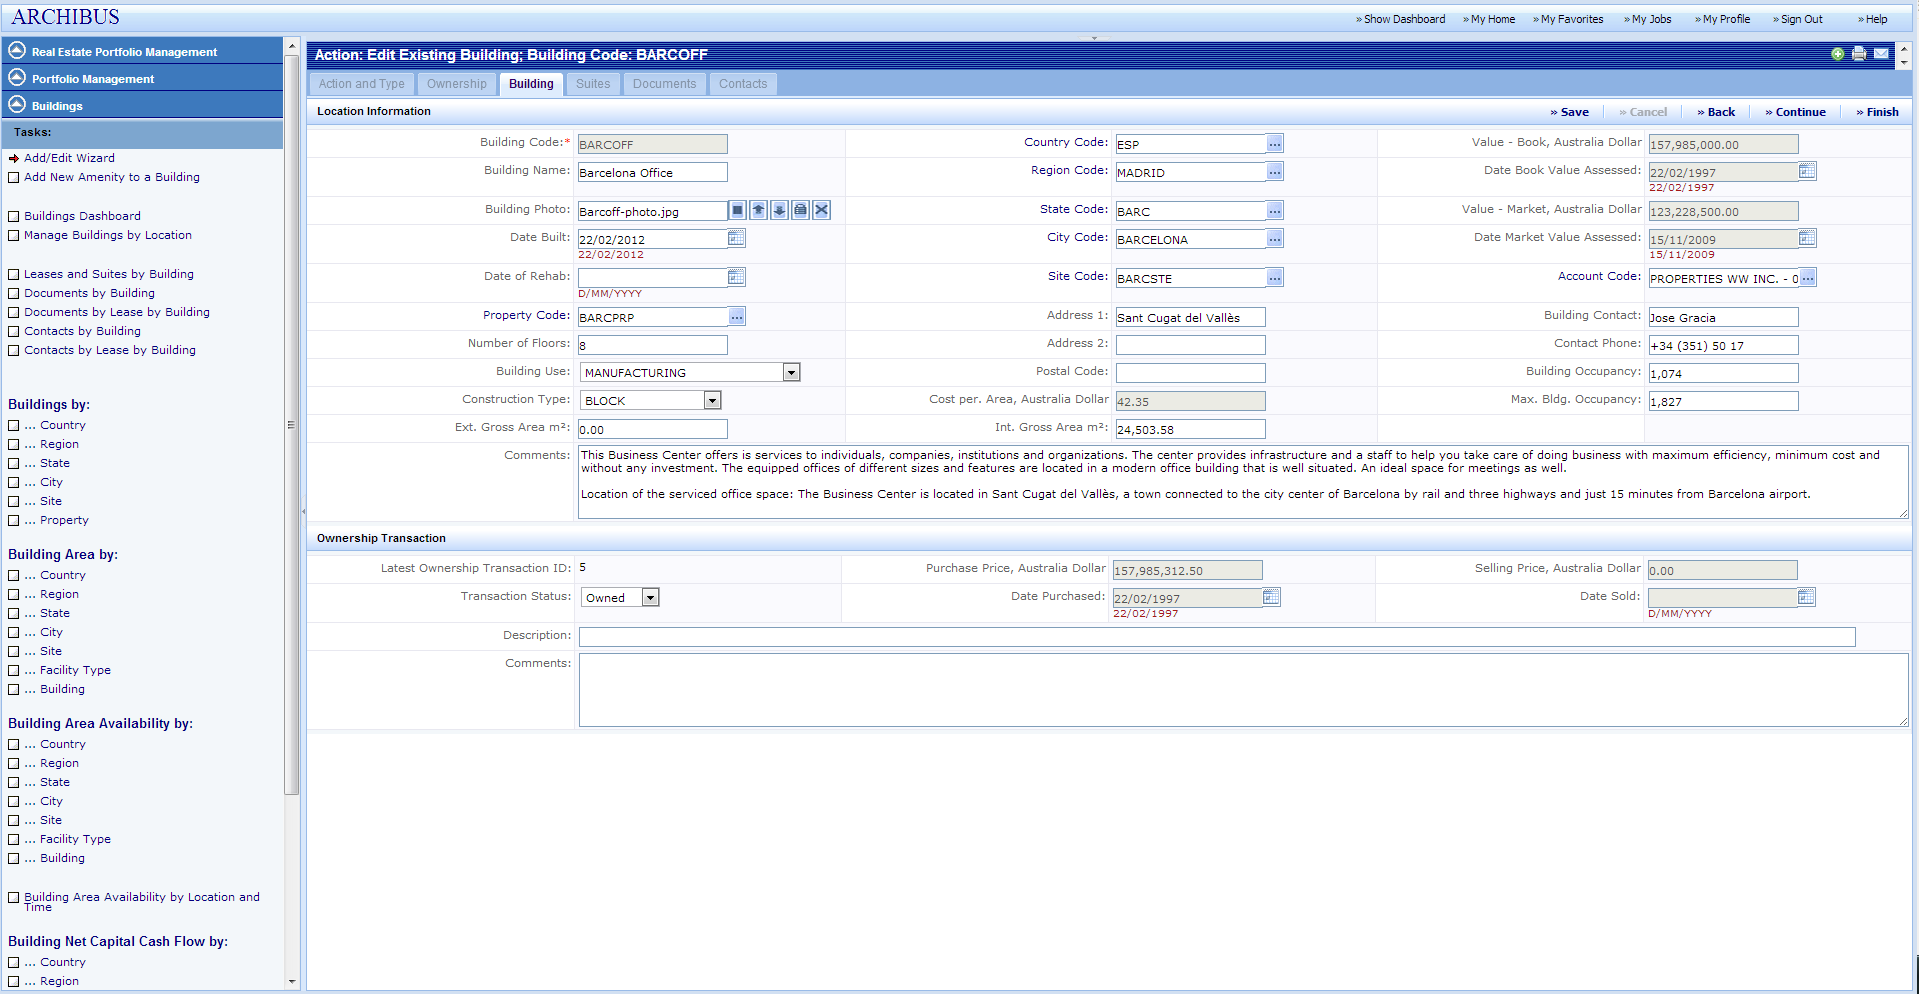 ARCHIBUS
» Show Dashboard » My Home » My Favorites » My Jobs » My Profile » Sign Out » Help
Real Estate Portfolio Management
Portfolio Management
Buildings
Tasks:
Add/Edit Wizard
Add New Amenity to a Building
Buildings Dashboard
Manage Buildings by Location
Leases and Suites by Building
Documents by Building
Documents by Lease by Building
Contacts by Building
Contacts by Lease by Building
Buildings by:
... Country
... Region
... State
... City
... Site
... Property
Building Area by:
... Country
... Region
... State
... City
... Site
... Facility Type
... Building
Building Area Availability by:
... Country
... Region
... State
... City
... Site
... Facility Type
... Building
Building Area Availability by Location and
Time
Building Net Capital Cash Flow by:
... Country
... Region
Action: Edit Existing Building; Building Code: BARCOFF
Action and Type Ownership Building Suites Documents Contacts
Location Information » Save » Cancel » Back » Continue » Finish
Building Code:* BARCOFF Country Code: ESP ... Value - Book, Australia Dollar 157,985,000.00
Building Name: Barcelona Office Region Code: MADRID ... Date Book Value Assessed: 22/02/1997
22/02/1997
Building Photo: Barcoff-photo.jpg State Code: BARC ... Value - Market, Australia Dollar 123,228,500.00
Date Built: 22/02/2012 City Code: BARCELONA ... Date Market Value Assessed: 15/11/2009
22/02/2012 15/11/2009
Date of Rehab: Site Code: BARCSTE ... Account Code: PROPERTIES WW INC. - 0 ...
D/MM/YYYY
Property Code: BARCPRP ... Address 1: Sant Cugat del Vallès Building Contact: Jose Gracia
Number of Floors: 8 Address 2: Contact Phone: +34 (351) 50 17
Building Use: MANUFACTURING Postal Code: Building Occupancy: 1,074
Construction Type: BLOCK Cost per. Area, Australia Dollar 42.35 Max. Bldg. Occupancy: 1,827
Ext. Gross Area m²: 0.00 Int. Gross Area m²: 24,503.58
Comments: This Business Center offers is services to individuals, companies, institutions and organizations. The center provides infrastructure and a staff to help you take care of doing business with maximum efficiency, minimum cost and
without any investment. The equipped offices of different sizes and features are located in a modern office building that is well situated. An ideal space for meetings as well.
Location of the serviced office space: The Business Center is located in Sant Cugat del Vallès, a town connected to the city center of Barcelona by rail and three highways and just 15 minutes from Barcelona airport.
Ownership Transaction
Latest Ownership Transaction ID: 5 Purchase Price, Australia Dollar 157,985,312.50 Selling Price, Australia Dollar 0.00
Transaction Status: Owned Date Purchased: 22/02/1997 Date Sold:
22/02/1997 D/MM/YYYY
Description:
Comments: